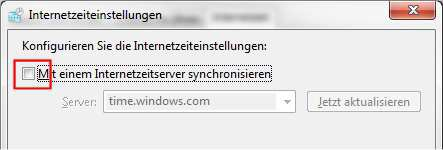 Internetzeiteinstellungen
Konfigurieren Sie die Internetzeiteinstellungen:
Mit einem Internetzeitserver synchronisieren
Server: time.windows.com Jetzt aktualisieren